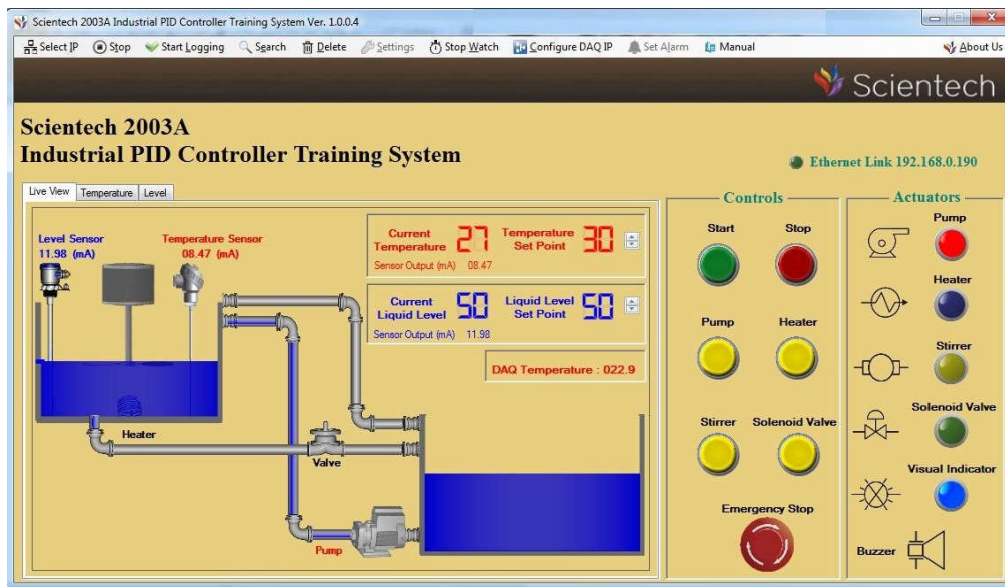 Scientech 2003A Industrial PID Controller Training System Ver. 1.0.0.4
Select IP Stop Start Logging Search Delete Settings Stop Watch Configure DAQ IP Set Alarm Manual About Us
Scientech
Scientech 2003A
Industrial PID Controller Training System
Ethernet Link 192.168.0.190
Live View Temperature Level
Level Sensor
11.98 (mA)
Temperature Sensor
08.47 (mA)
Current
Temperature
27
Temperature
Set Point
30
Sensor Output (mA) 08.47
Current
Liquid Level
50
Liquid Level
Set Point
50
Sensor Output (mA) 11.98
DAQ Temperature : 022.9
Heater
Valve
Pump
Controls
Start Stop
Pump Heater
Stirrer Solenoid Valve
Emergency Stop
Actuators
Pump
Heater
Stirrer
Solenoid Valve
Visual Indicator
Buzzer